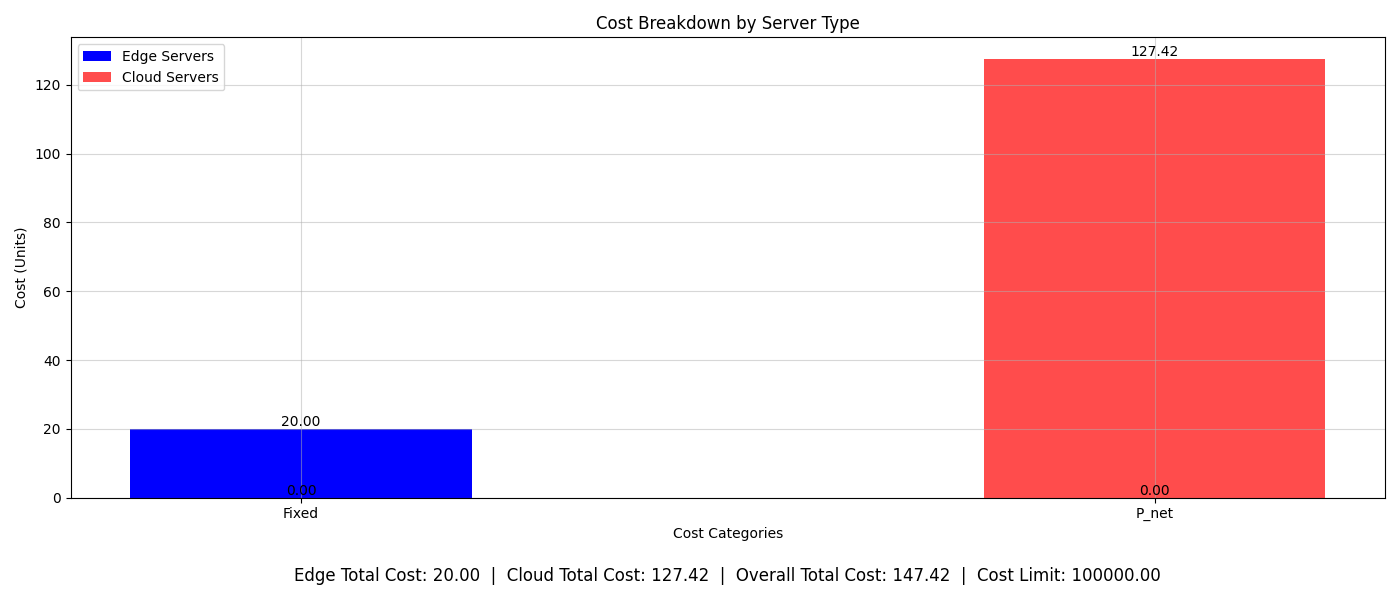 Cost Breakdown by Server Type
Edge Servers
Cloud Servers
127.42
120
100
80
60
40
20
0
Cost (Units)
20.00
0.00
0.00
Fixed
P_net
Cost Categories
Edge Total Cost: 20.00 | Cloud Total Cost: 127.42 | Overall Total Cost: 147.42 | Cost Limit: 100000.00